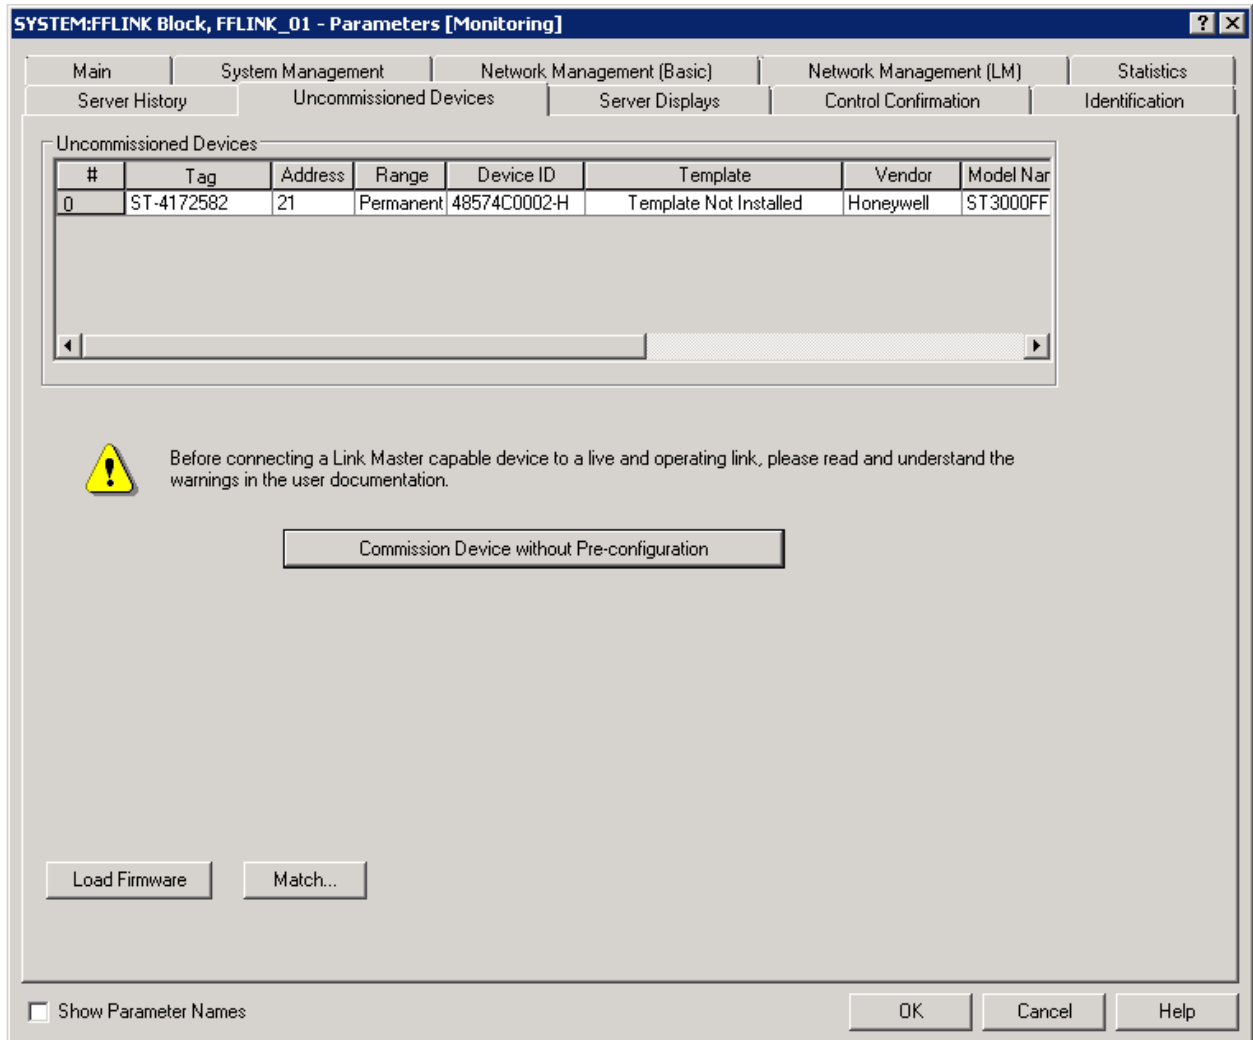 SYSTEM:FFLINK Block, FFLINK_01 - Parameters [Monitoring]
Main System Management Network Management (Basic) Network Management (LM) Statistics
Server History Uncommissioned Devices Server Displays Control Confirmation Identification
Uncommissioned Devices
# Tag Address Range Device ID Template Vendor Model Nar
0 ST-4172582 21 Permanent 48574C0002-H Template Not Installed Honeywell ST3000FF
Before connecting a Link Master capable device to a live and operating link, please read and understand the
warnings in the user documentation.
Commission Device without Pre-configuration
Load Firmware Match...
Show Parameter Names OK Cancel Help